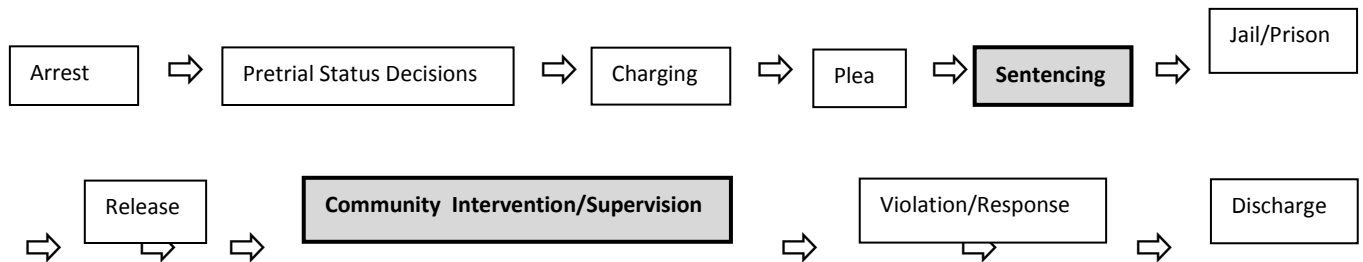 Arrest
Pretrial Status Decisions
Charging
Plea
Sentencing
Jail/Prison
Release
Community Intervention/Supervision
Violation/Response
Discharge